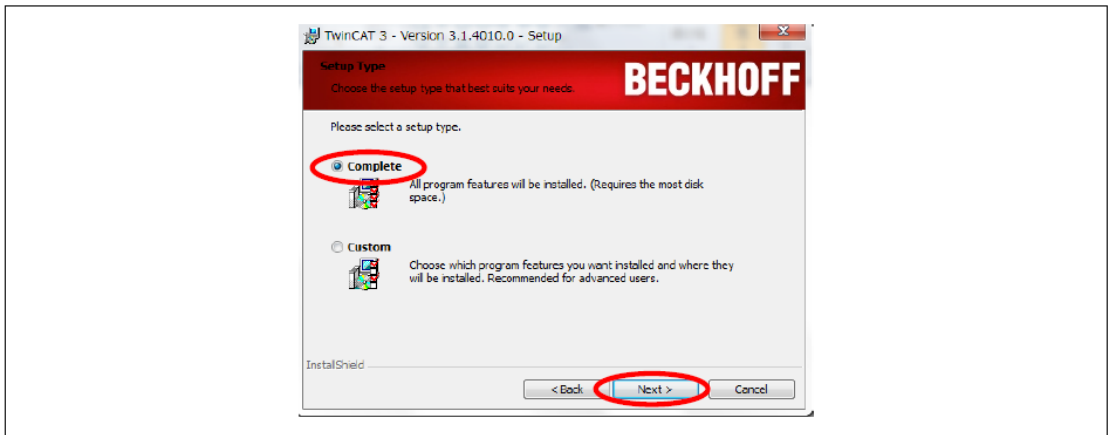 TwinCAT 3 - Version 3.1.4010.0 - Setup
Setup Type
Choose the setup type that best suits your needs.
BECKHOFF
Please select a setup type.
Complete
All program features will be installed. (Requires the most disk
space.)
Custom
Choose which program features you want installed and where they
will be installed. Recommended for advanced users.
InstallShield
< Back
Next >
Cancel